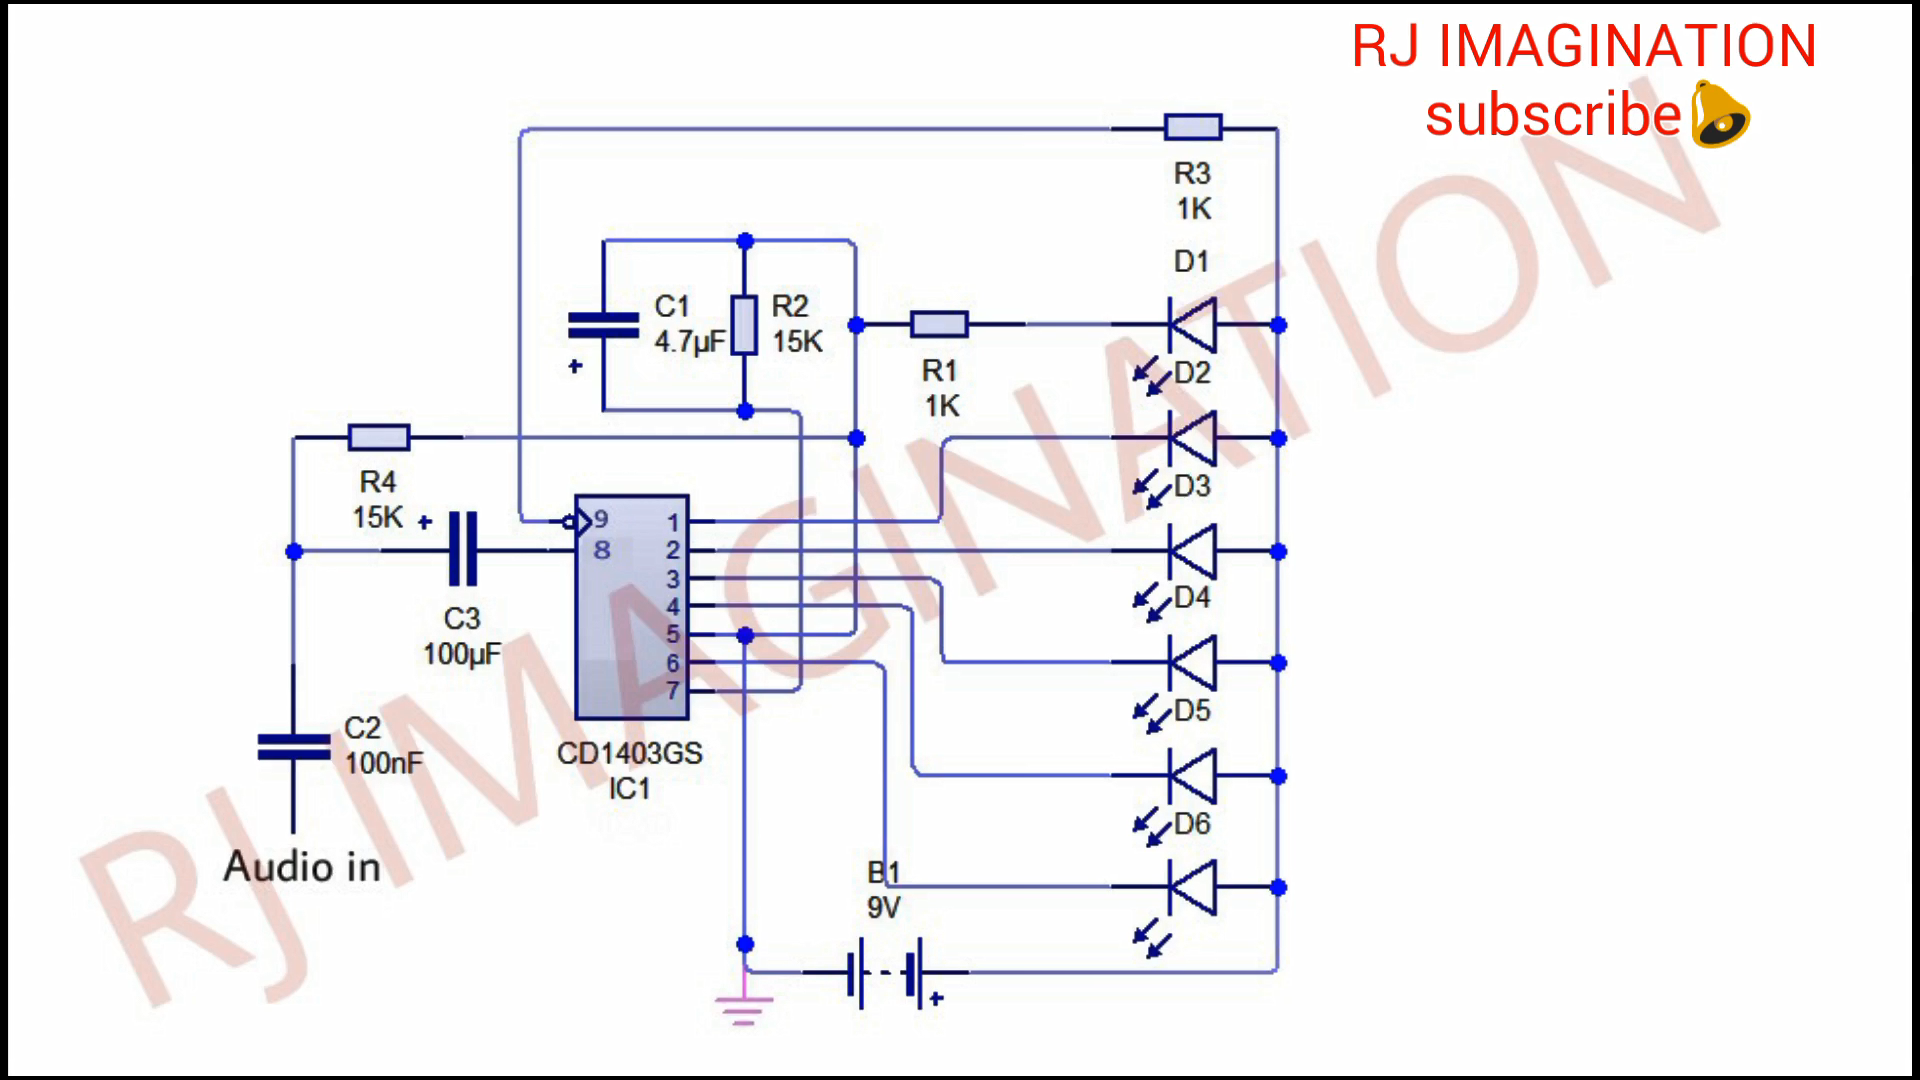 RJ IMAGINATION
subscribe
R3
1K
D1
C1
4.7µF
R2
15K
R1
1K
D2
R4
15K
+
+
D3
9
8
1
2
3
4
5
6
7
C3
100µF
D4
D5
C2
100nF
CD1403GS
IC1
D6
Audio in
B1
9V
+
RJ IMAGINATION